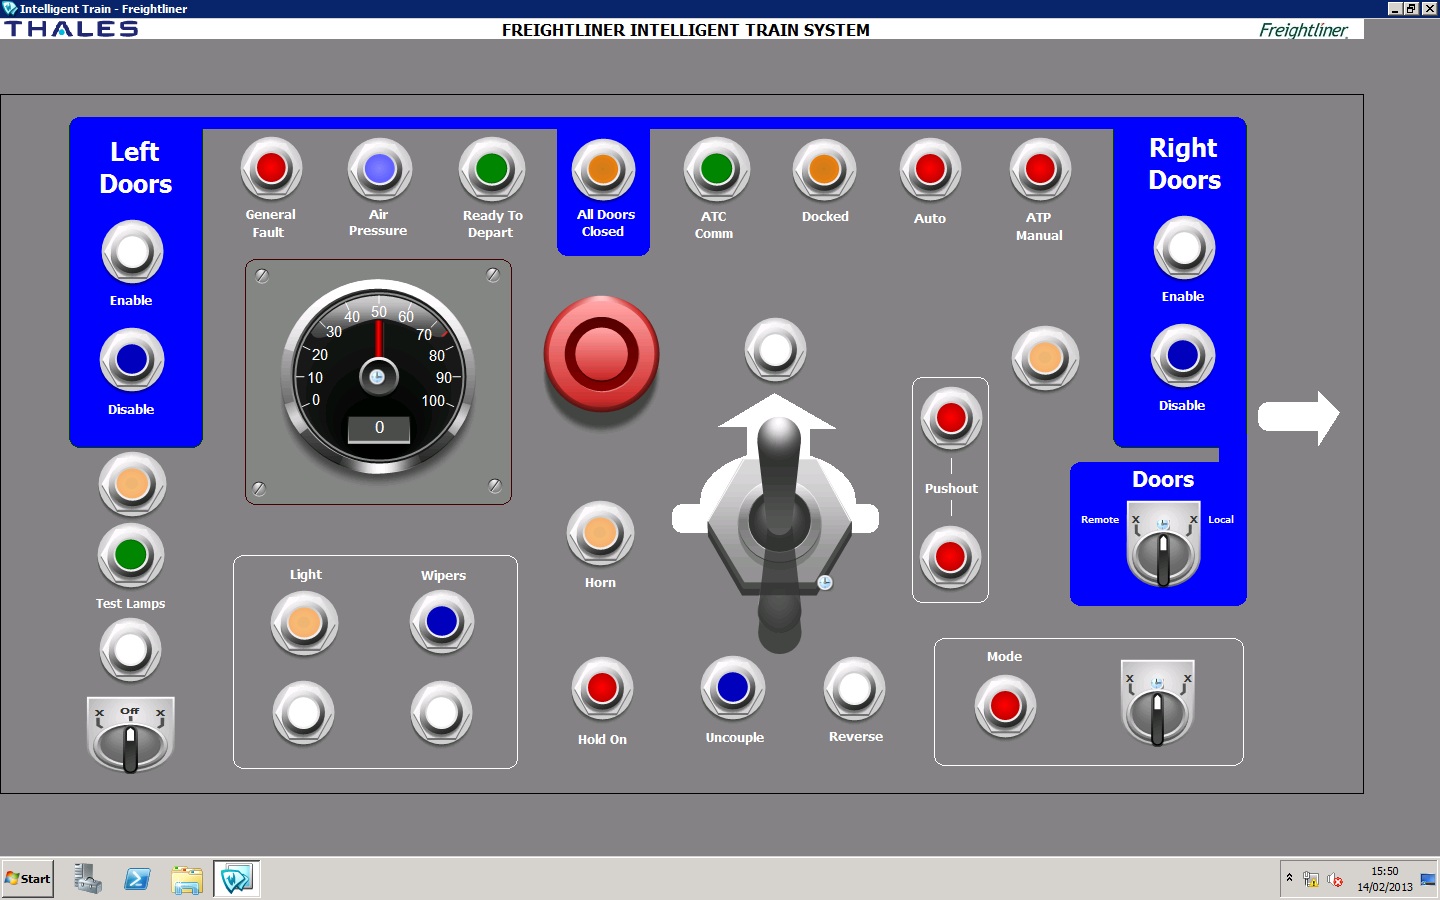 Intelligent Train - Freightliner
THALES
FREIGHTLINER INTELLIGENT TRAIN SYSTEM
Freightliner
Left
Doors
Enable
Disable
General
Fault
Air
Pressure
Ready To
Depart
All Doors
Closed
ATC
Comm
Docked
Auto
ATP
Manual
Right
Doors
Enable
Disable
0
10
20
30
40
50
60
70
80
90
100
0
Pushout
Doors
Remote
X
X
Local
Horn
Test Lamps
X
Off
X
Light
Wipers
Hold On
Uncouple
Reverse
Mode
X
X
Start
15:50
14/02/2013